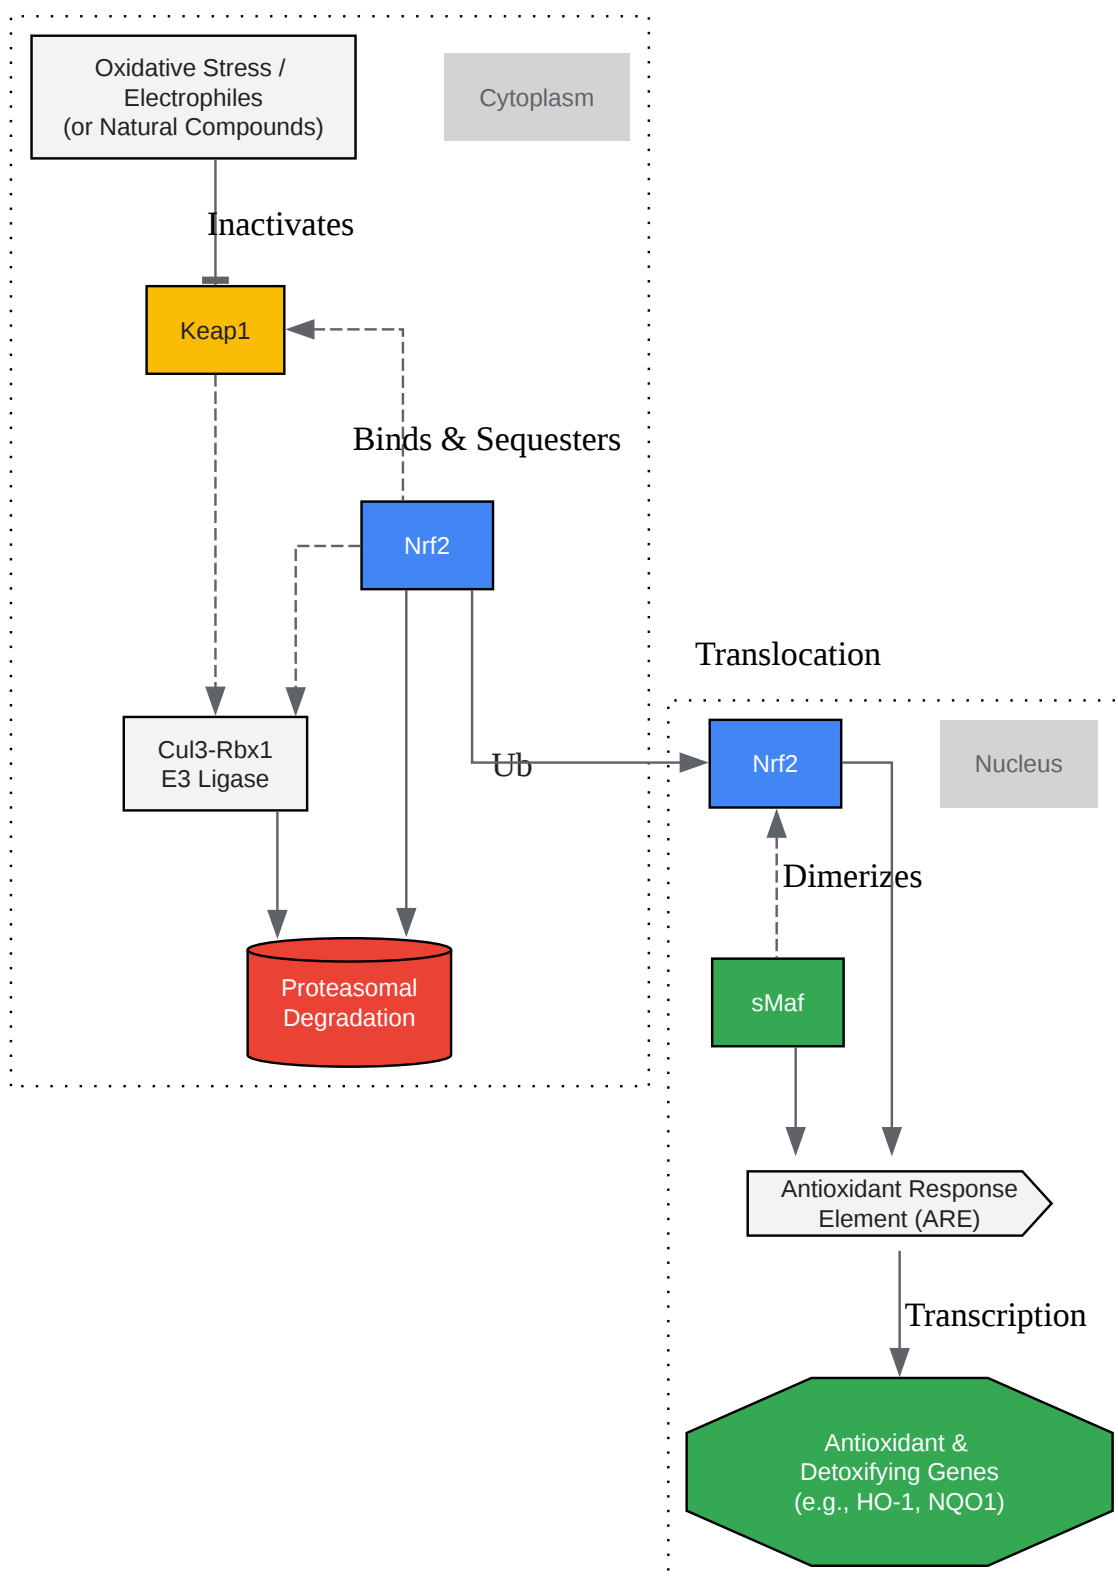 Oxidative Stress /
Electrophiles
(or Natural Compounds)
Cytoplasm
Inactivates
Keap1
Binds & Sequesters
Nrf2
Translocation
Cul3-Rbx1
E3 Ligase
Ub
Nrf2
Nucleus
Dimerizes
Proteasomal
Degradation
sMaf
Antioxidant Response
Element (ARE)
Transcription
Antioxidant &
Detoxifying Genes
(e.g., HO-1, NQO1)